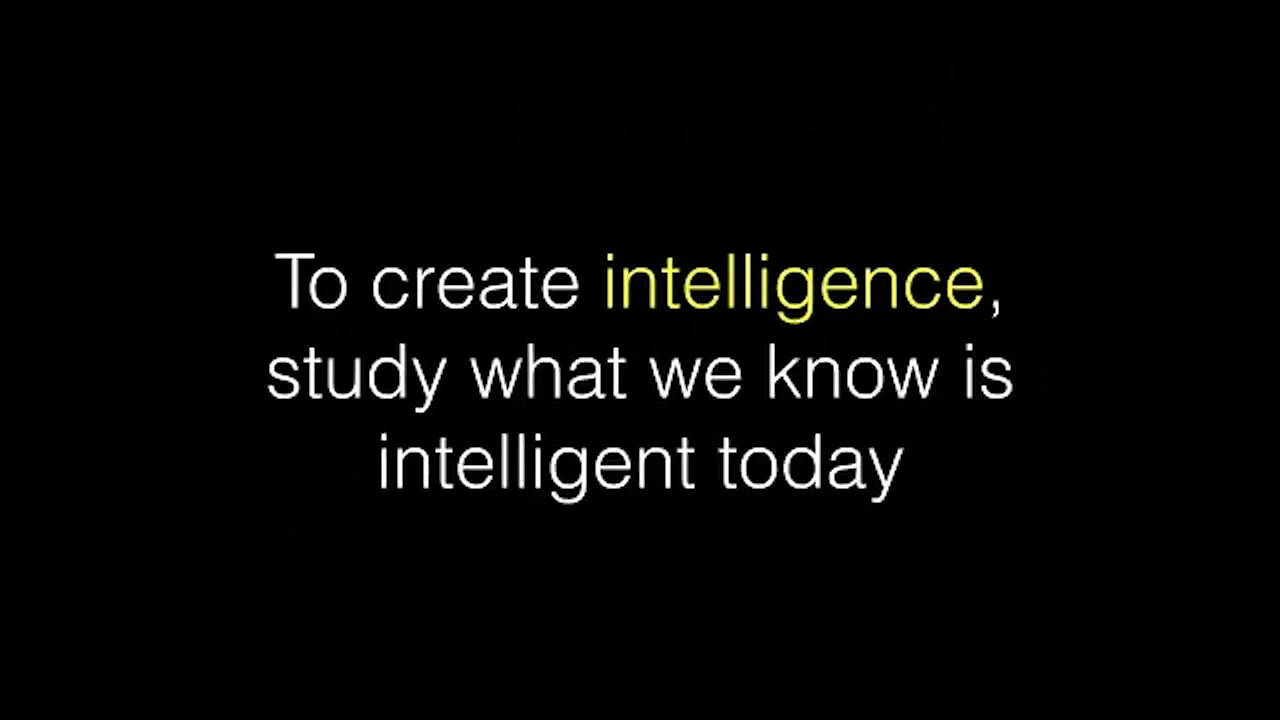 To create intelligence,
study what we know is
intelligent today